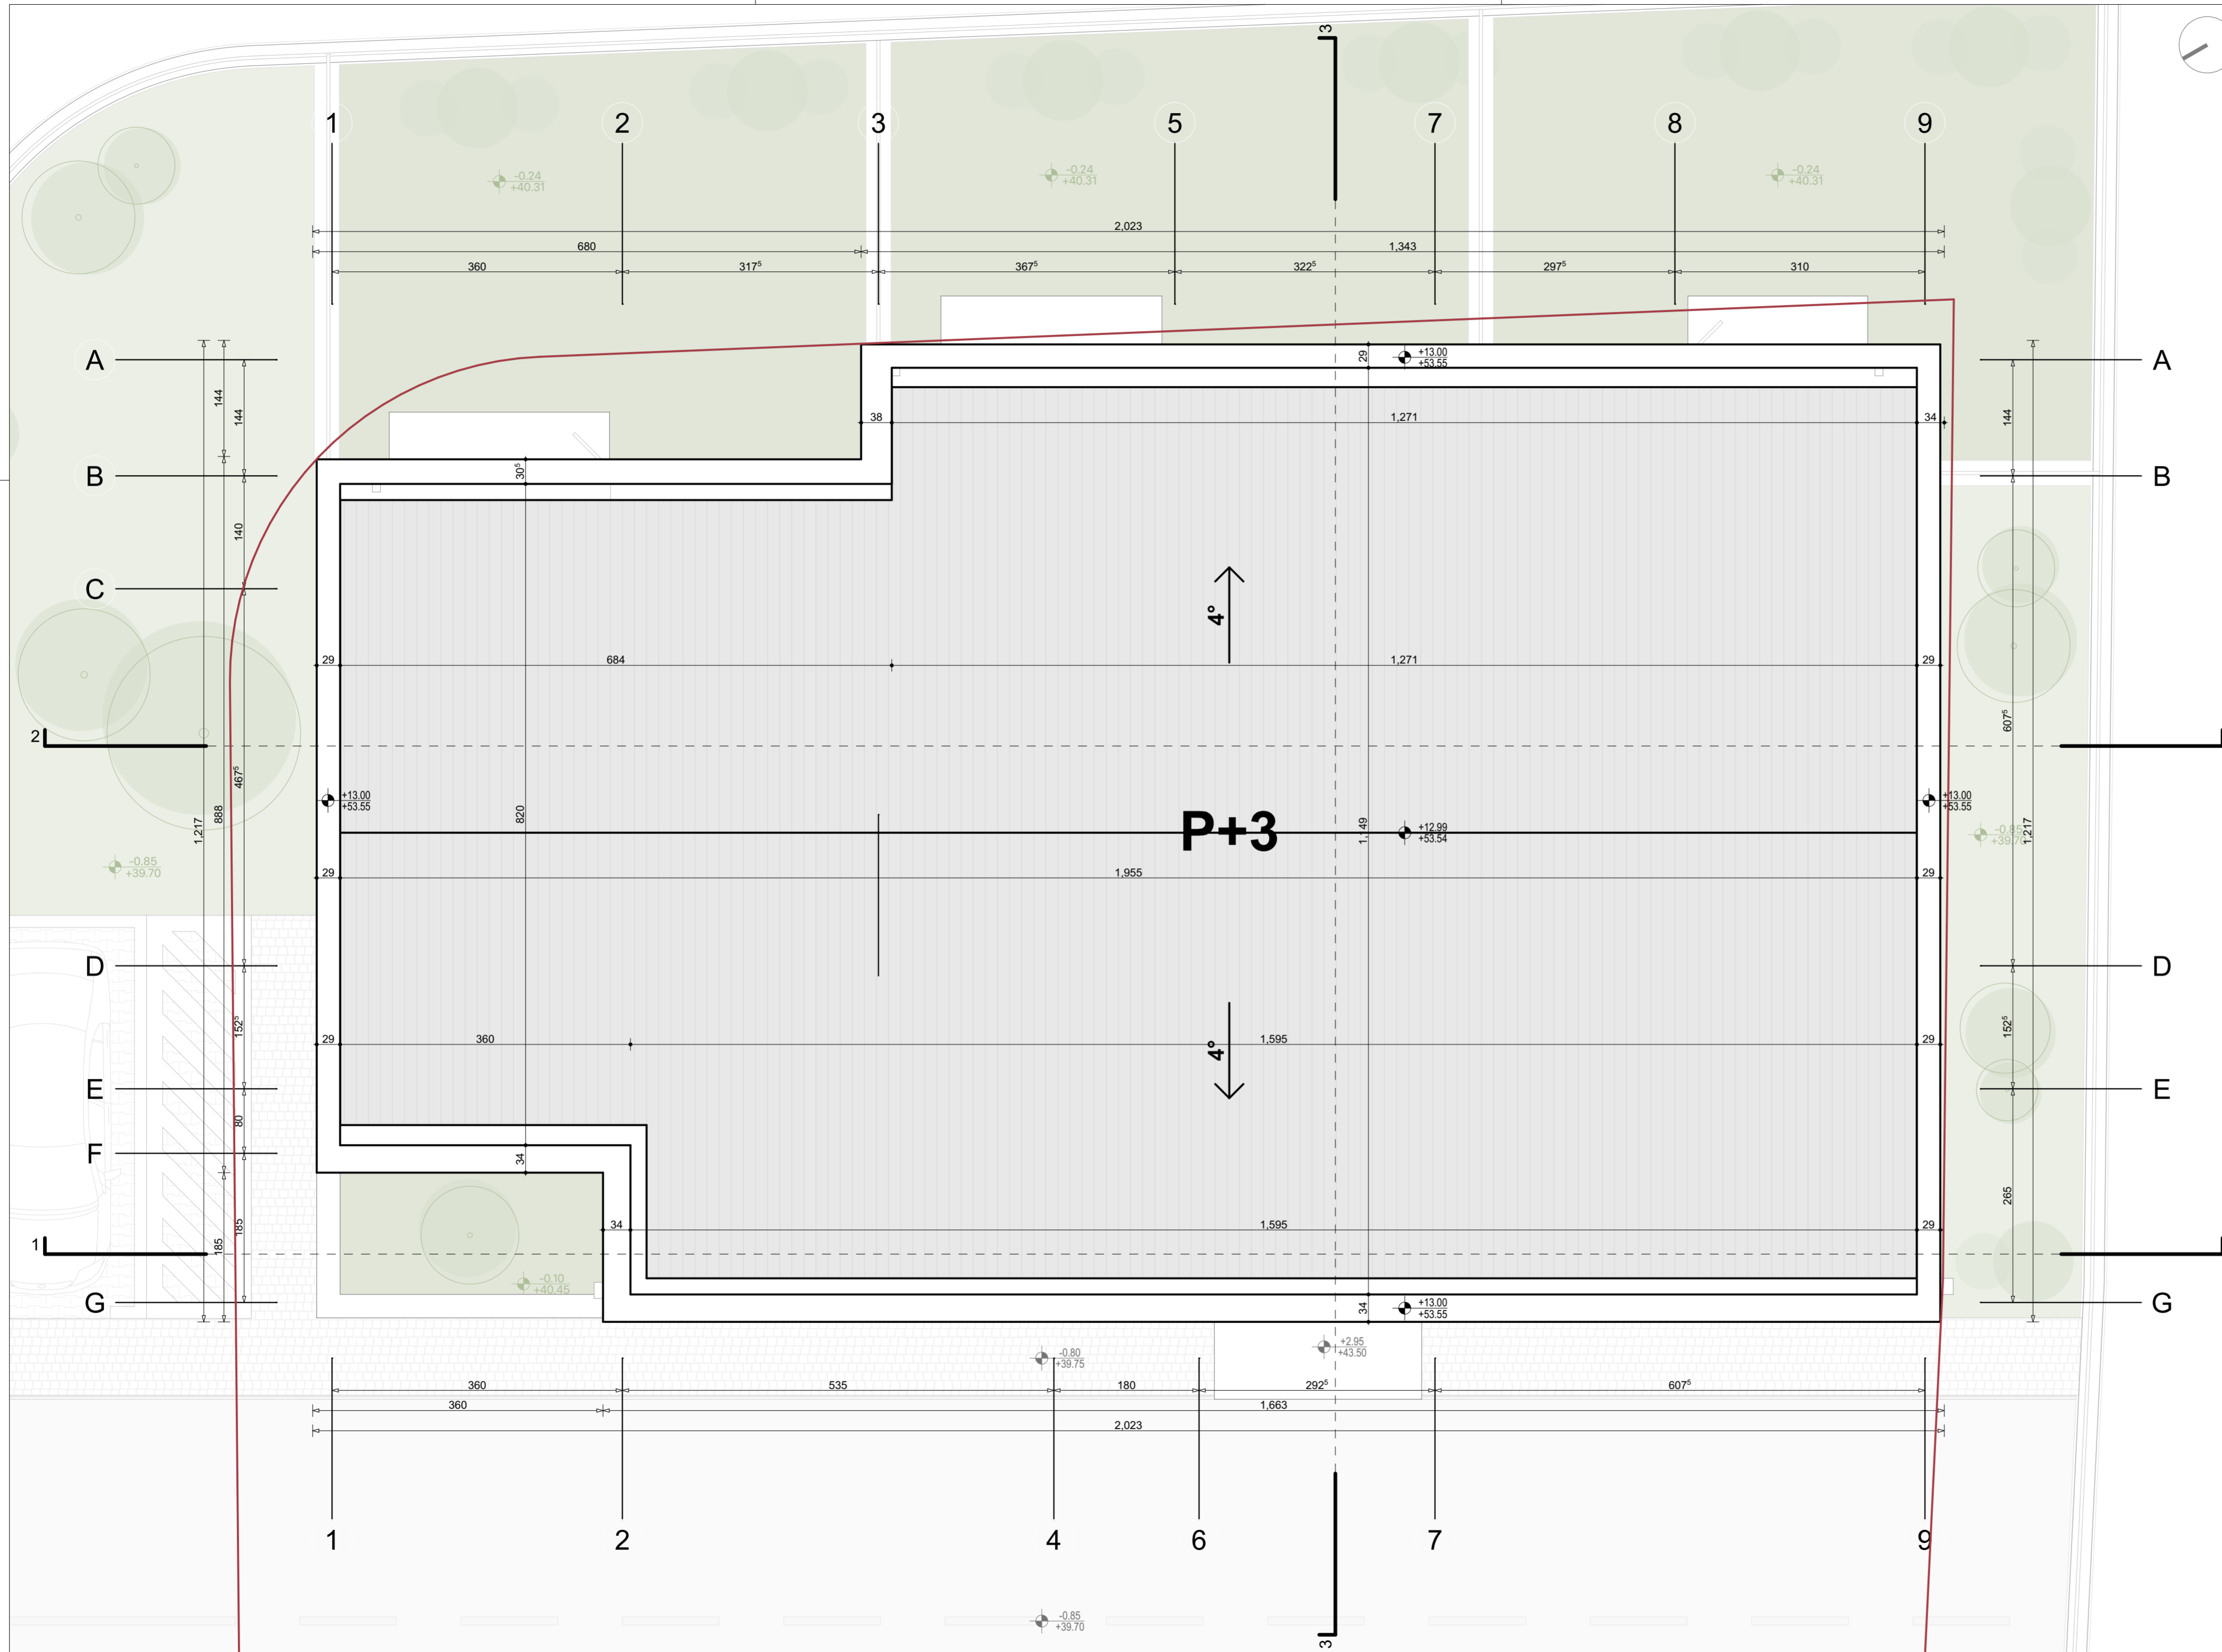 3
1 2 3 5 7 8 9
-0.24
+40.31
-0.24
+40.31
-0.24
+40.31
2,023
680 1,343
360 317⁵ 367⁵ 322⁵ 297⁵ 310
A A
+13.00
+53.55
29
144 144 144
38 1,271 34
B B
30⁵
140
C
4°
29 684 1,271 29
607⁵
2
467⁵
+13.00
+53.55
+13.00
+53.55
888 820 1,149
1,217 1,217
P+3
+12.99
+53.54
-0.85
+39.70
-0.85
+39.70
29 1,955 29
D D
152⁵ 152⁵
29 360 1,595 29
4°
E E
80
F
34
265
185 185
34 1,595 29
1
-0.10
+40.45
G G
34
+13.00
+53.55
+2.95
+43.50
-0.80
+39.75
360 535 180 292⁵ 607⁵
360 1,663
2,023
1 2 4 6 7 9
-0.85
+39.70
3